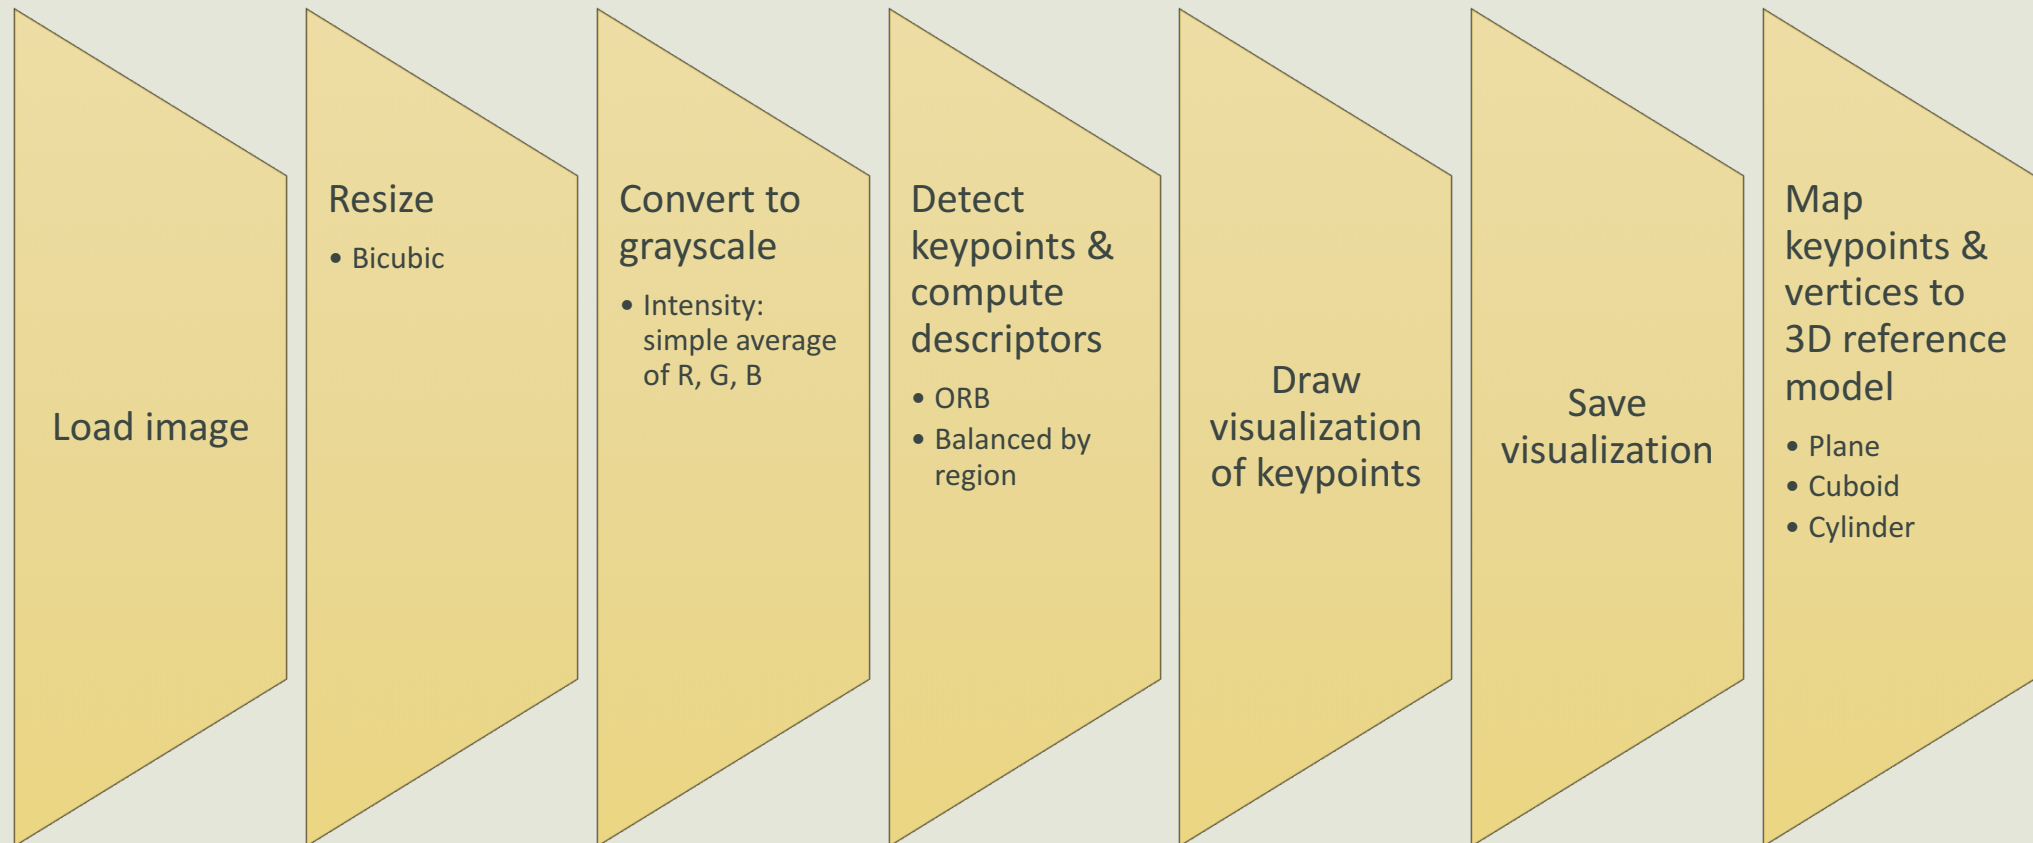 Load image
Resize
• Bicubic
Convert to
grayscale
• Intensity:
simple average
of R, G, B
Detect
keypoints &
compute
descriptors
• ORB
• Balanced by
region
Draw
visualization
of keypoints
Save
visualization
Map
keypoints &
vertices to
3D reference
model
• Plane
• Cuboid
• Cylinder